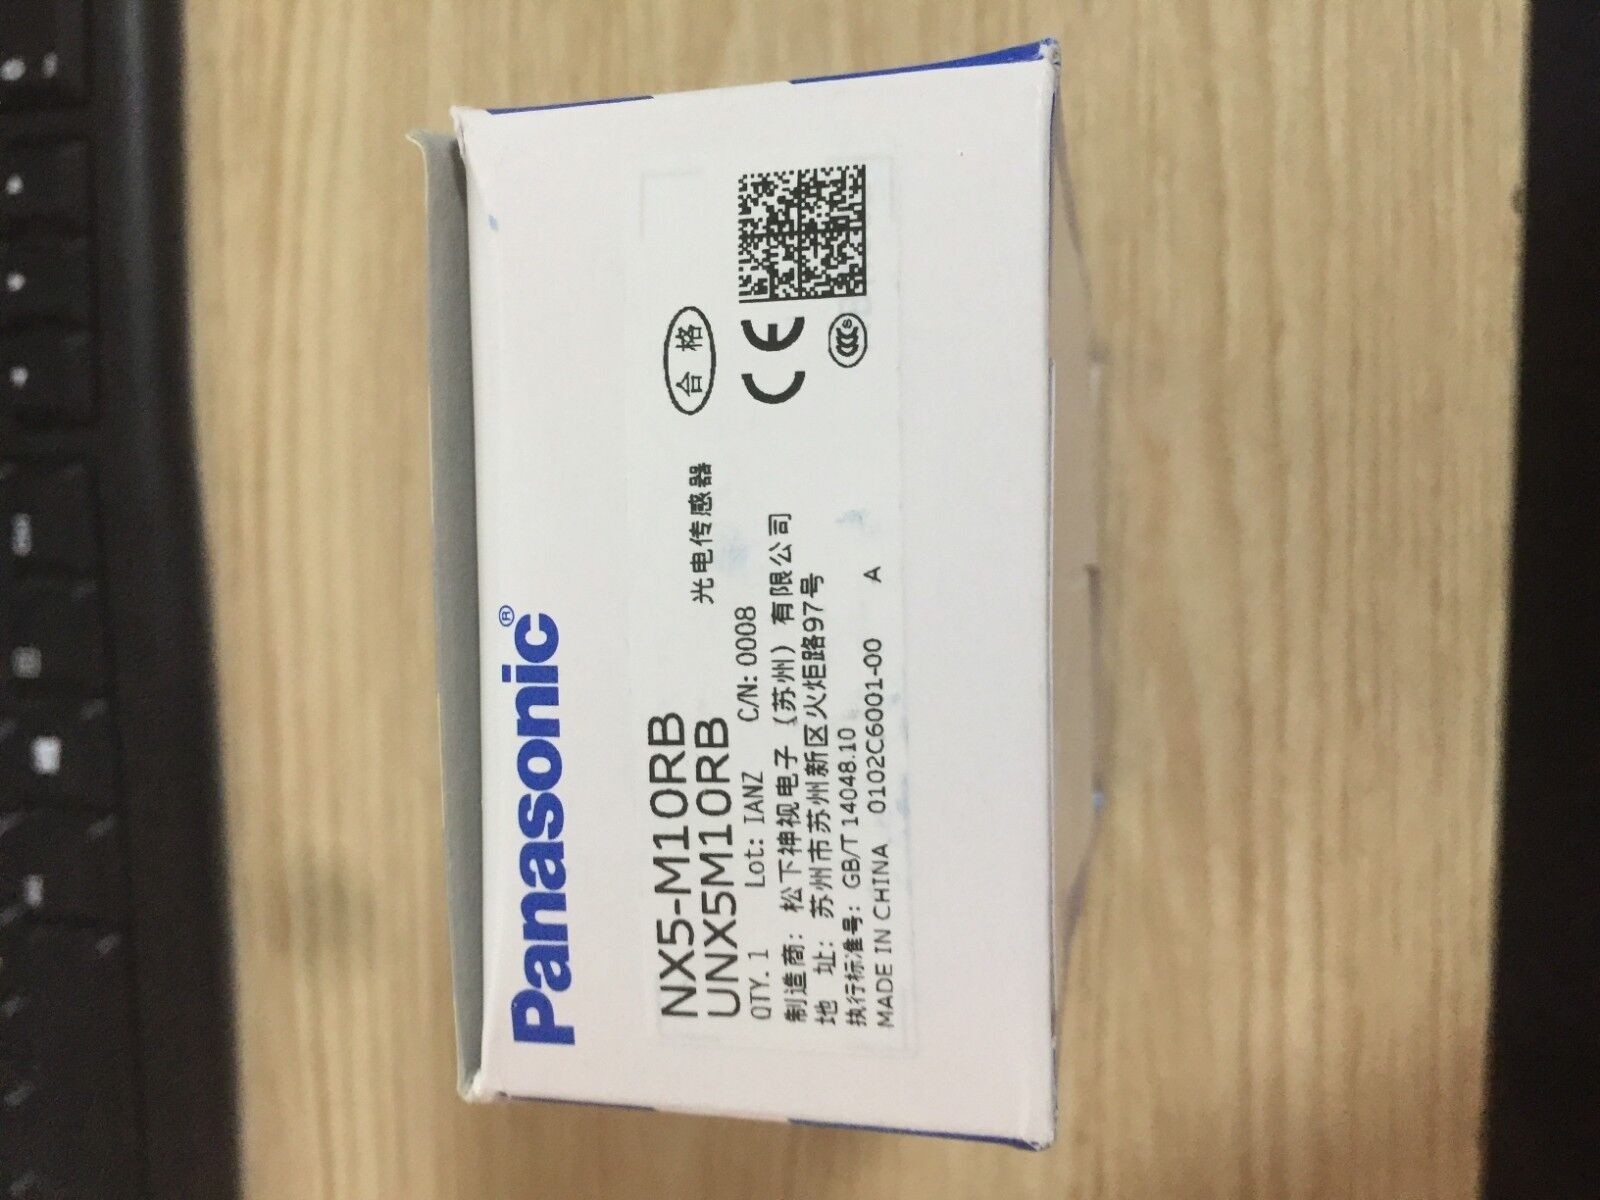 Panasonic®
NX5-M10RB
UNX5M10RB 光电传感器 合格
QTY. 1 Lot: IANZ C/N: 0008
制造商: 松下神视电子 (苏州) 有限公司
地 址: 苏州市苏州新区火炬路97号
执行标准号: GB/T 14048.10
MADE IN CHINA 0102C6001-00 A
CE
CCC S